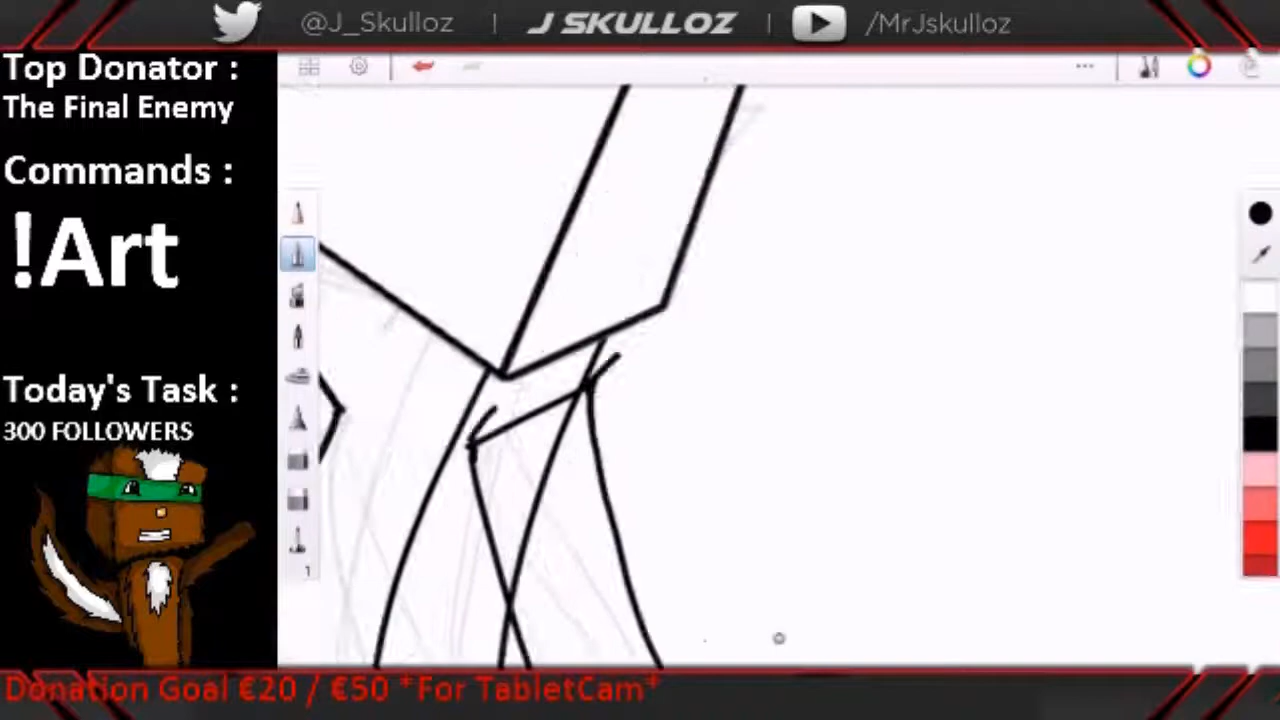 @J_Skulloz | J SKULLOZ | /MrJskulloz
Top Donator :
The Final Enemy
Commands :
!Art
Today's Task :
300 FOLLOWERS
1
Donation Goal €20 / €50 *For TabletCam*